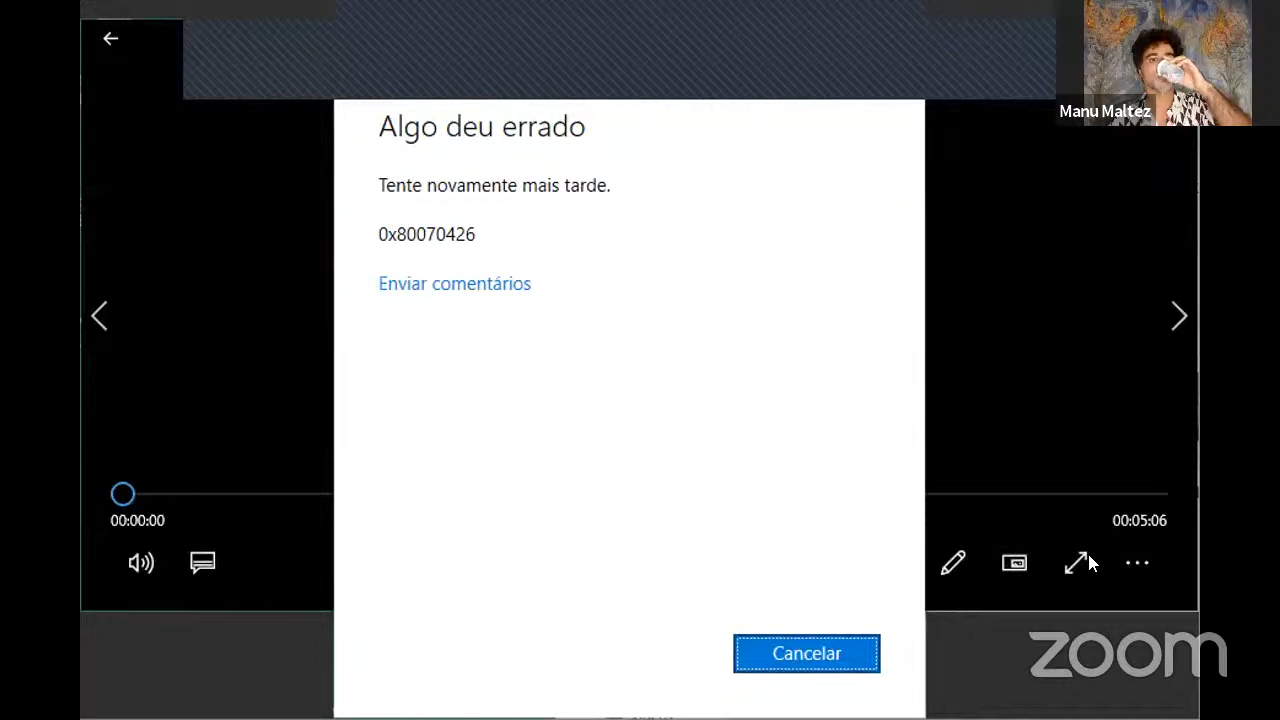 Manu Maltez
Algo deu errado
Tente novamente mais tarde.
0x80070426
Enviar comentários
00:00:00
00:05:06
Cancelar
zoom